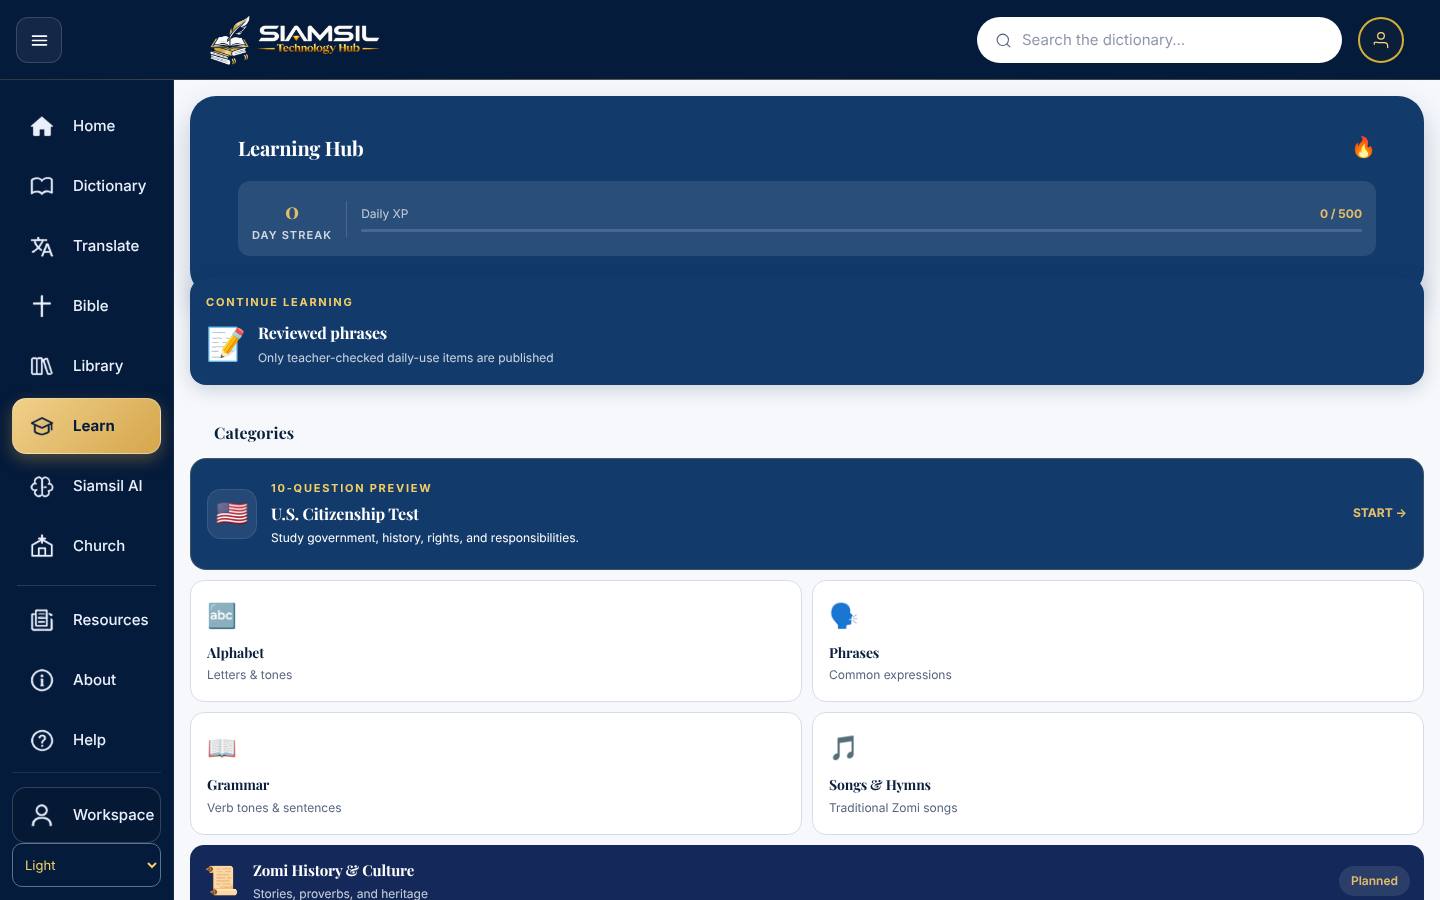 SIAMSIL
Technology Hub
Search the dictionary...
Home
Dictionary
Translate
Bible
Library
Learn
Siamsil AI
Church
Resources
About
Help
Workspace
Light
Learning Hub
0
DAY STREAK
Daily XP
0 / 500
CONTINUE LEARNING
Reviewed phrases
Only teacher-checked daily-use items are published
Categories
10-QUESTION PREVIEW
U.S. Citizenship Test
Study government, history, rights, and responsibilities.
START →
abc
Alphabet
Letters & tones
Phrases
Common expressions
Grammar
Verb tones & sentences
Songs & Hymns
Traditional Zomi songs
Zomi History & Culture
Stories, proverbs, and heritage
Planned